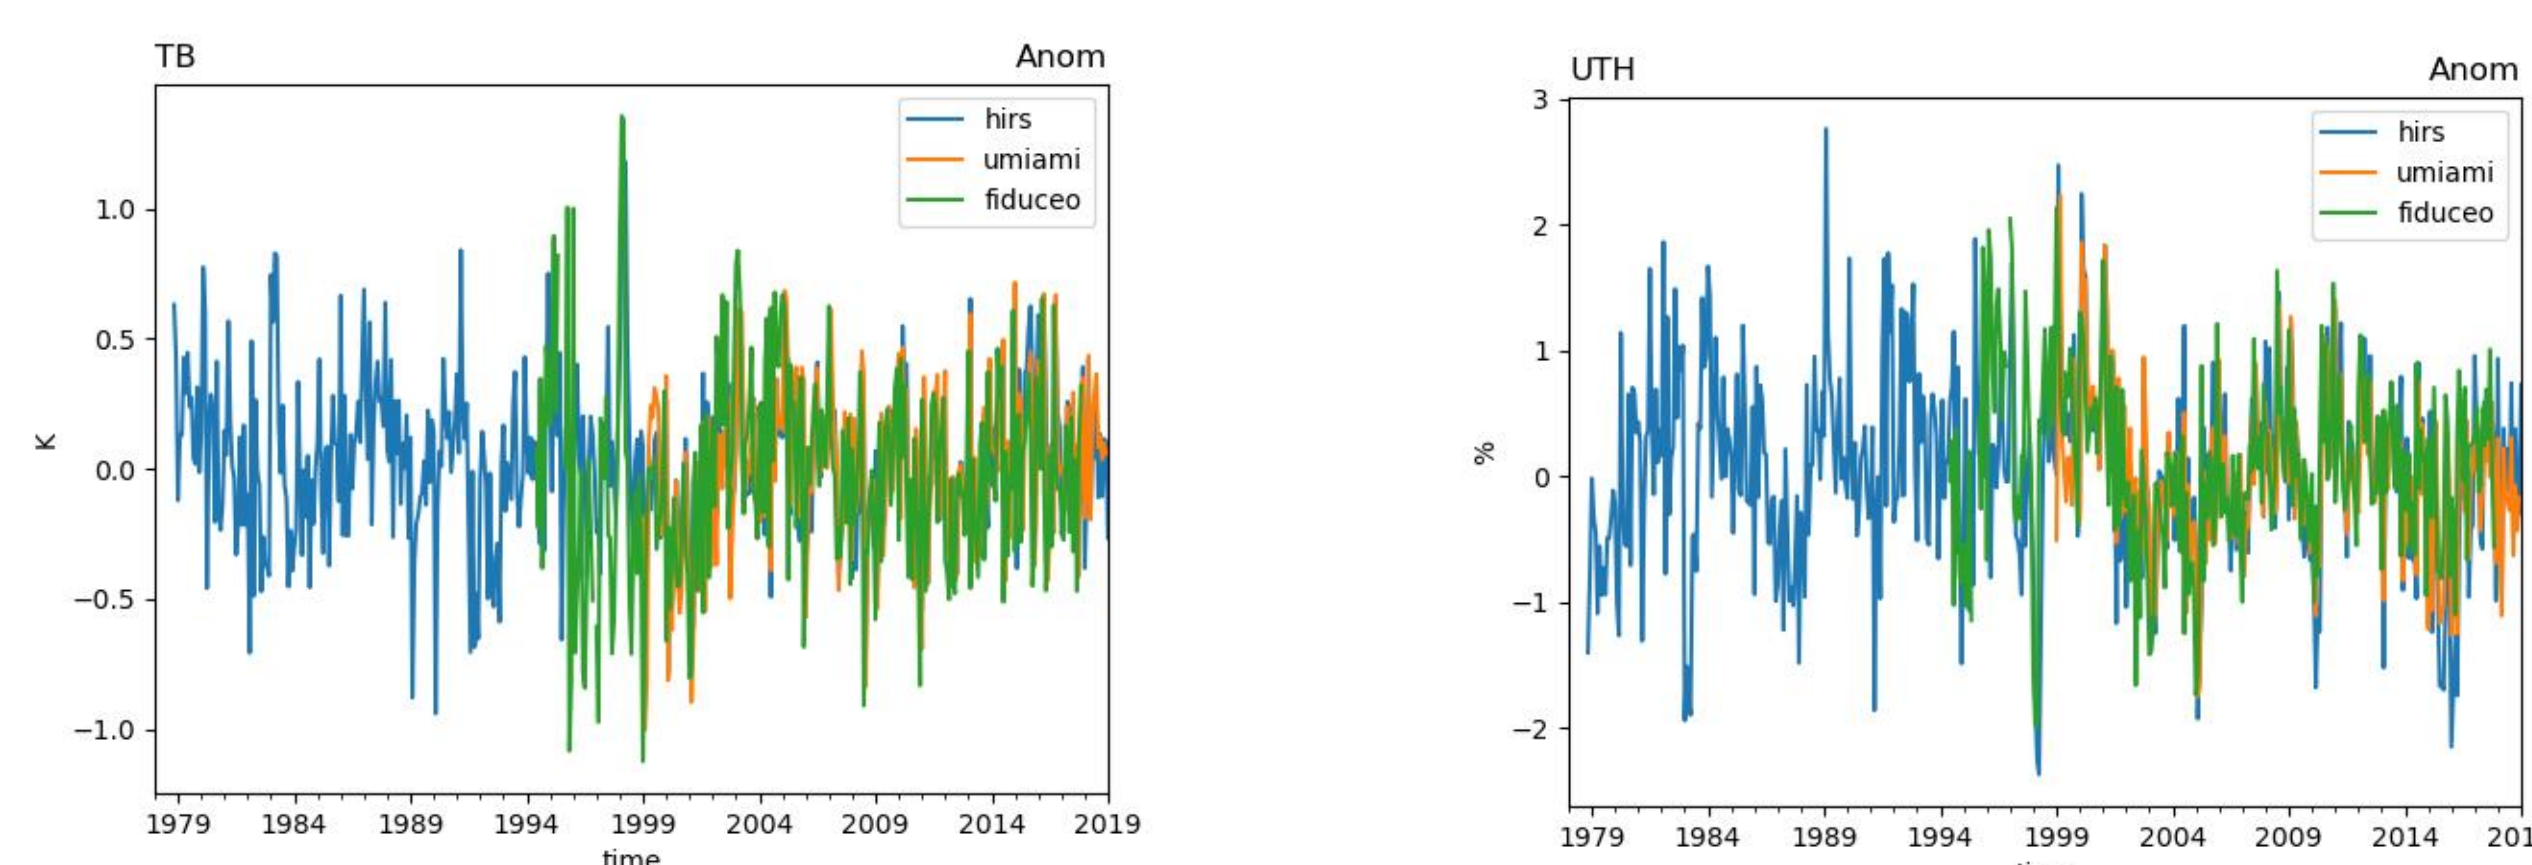 TB Anom
hirs
umiami
fiduceo
1.0
0.5
0.0
−0.5
−1.0
K
1979 1984 1989 1994 1999 2004 2009 2014 2019
time
UTH Anom
hirs
umiami
fiduceo
3
2
1
0
−1
−2
%
1979 1984 1989 1994 1999 2004 2009 2014 201